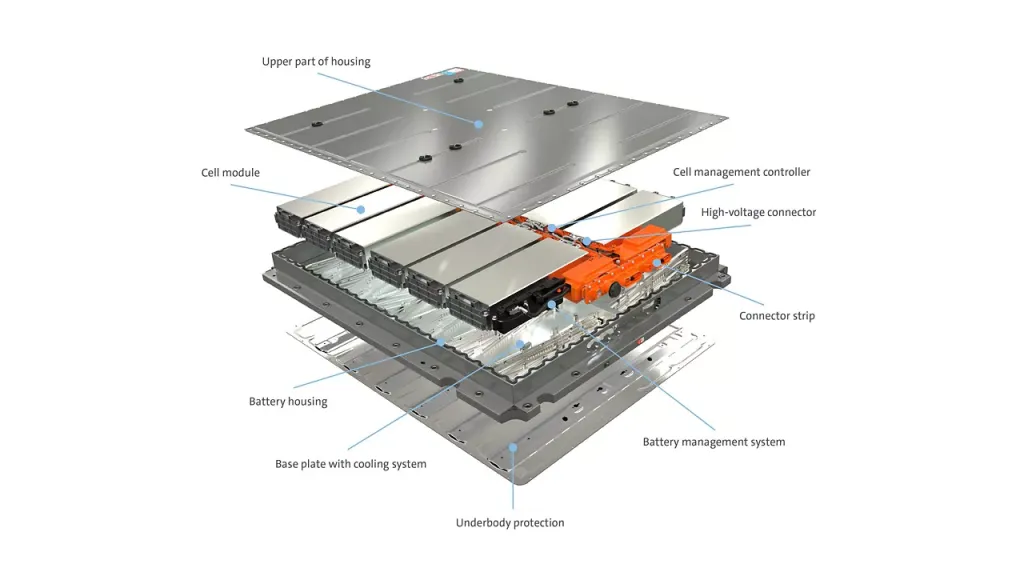 Upper part of housing
Cell module
Cell management controller
High-voltage connector
Connector strip
Battery housing
Battery management system
Base plate with cooling system
Underbody protection